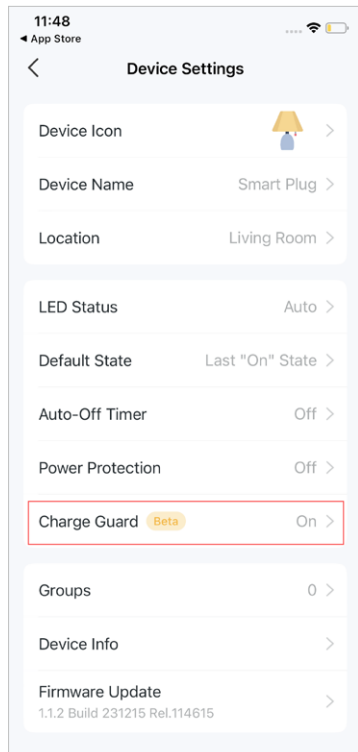 11:48
◀ App Store
Device Settings
Device Icon
Device Name Smart Plug
Location Living Room
LED Status Auto
Default State Last "On" State
Auto-Off Timer Off
Power Protection Off
Charge Guard Beta On
Groups 0
Device Info
Firmware Update
1.1.2 Build 231215 Rel.114615